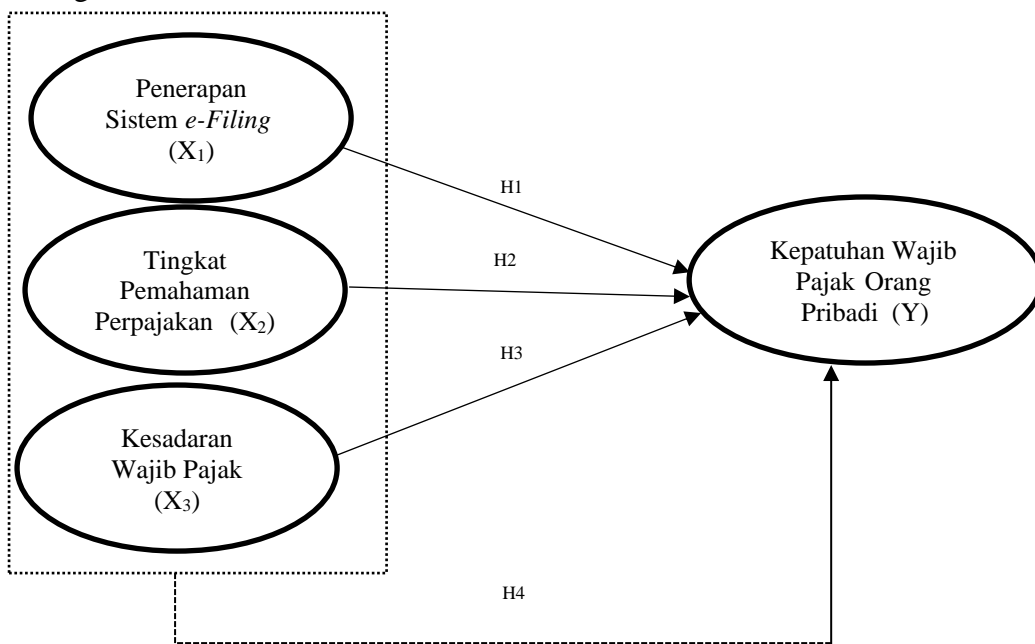 Penerapan
Sistem e-Filing
(X₁)
H1
Tingkat
Pemahaman
Perpajakan (X₂)
H2
Kepatuhan Wajib
Pajak Orang
Pribadi (Y)
H3
Kesadaran
Wajib Pajak
(X₃)
H4